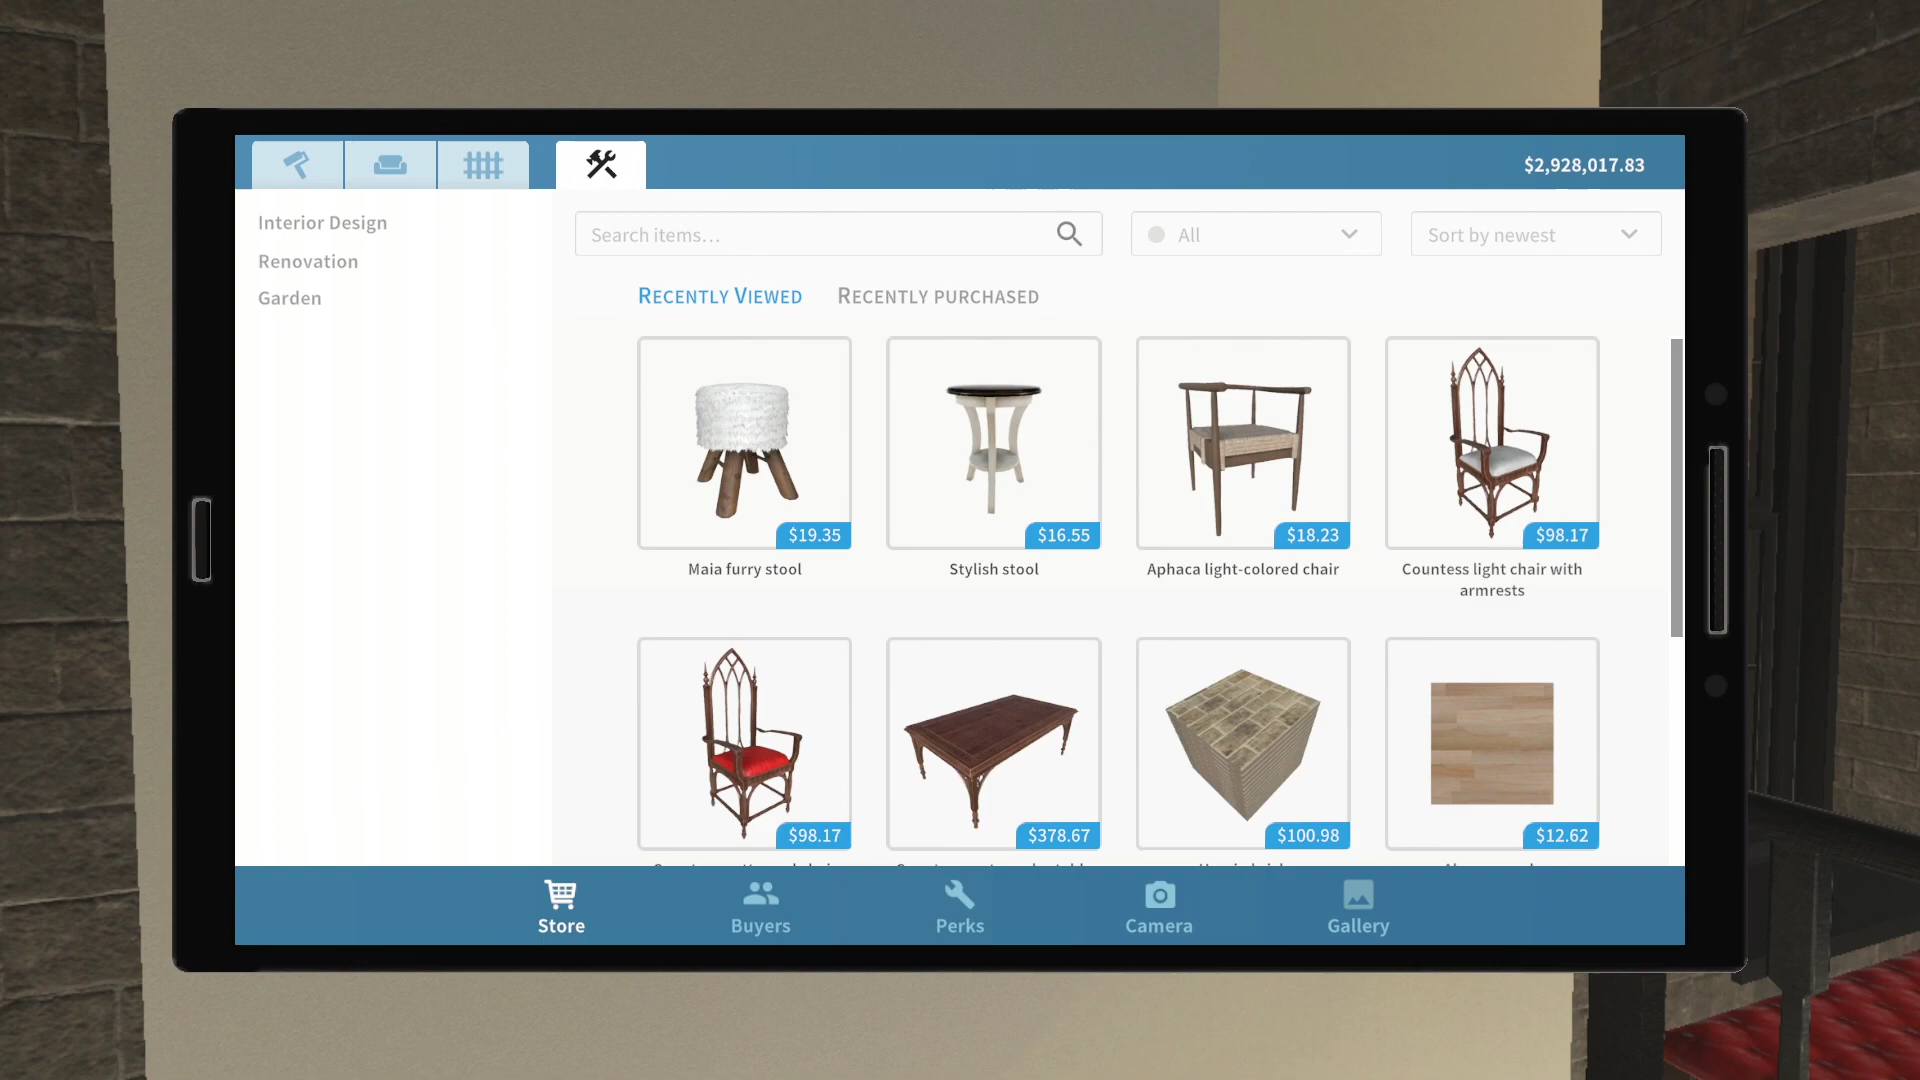 $2,928,017.83
Interior Design
Renovation
Garden
Search items...
All
Sort by newest
RECENTLY VIEWED
RECENTLY PURCHASED
$19.35
$16.55
$18.23
$98.17
Maia furry stool
Stylish stool
Aphaca light-colored chair
Countess light chair with
armrests
$98.17
$378.67
$100.98
$12.62
Store
Buyers
Perks
Camera
Gallery